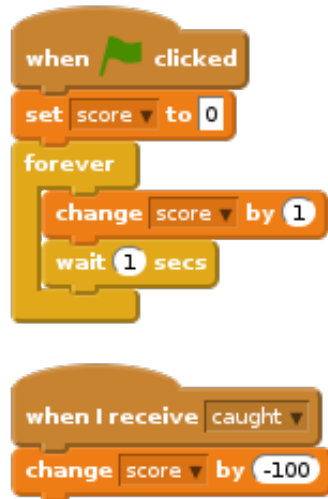 when clicked
set score to 0
forever
change score by 1
wait 1 secs
when I receive caught
change score by -100